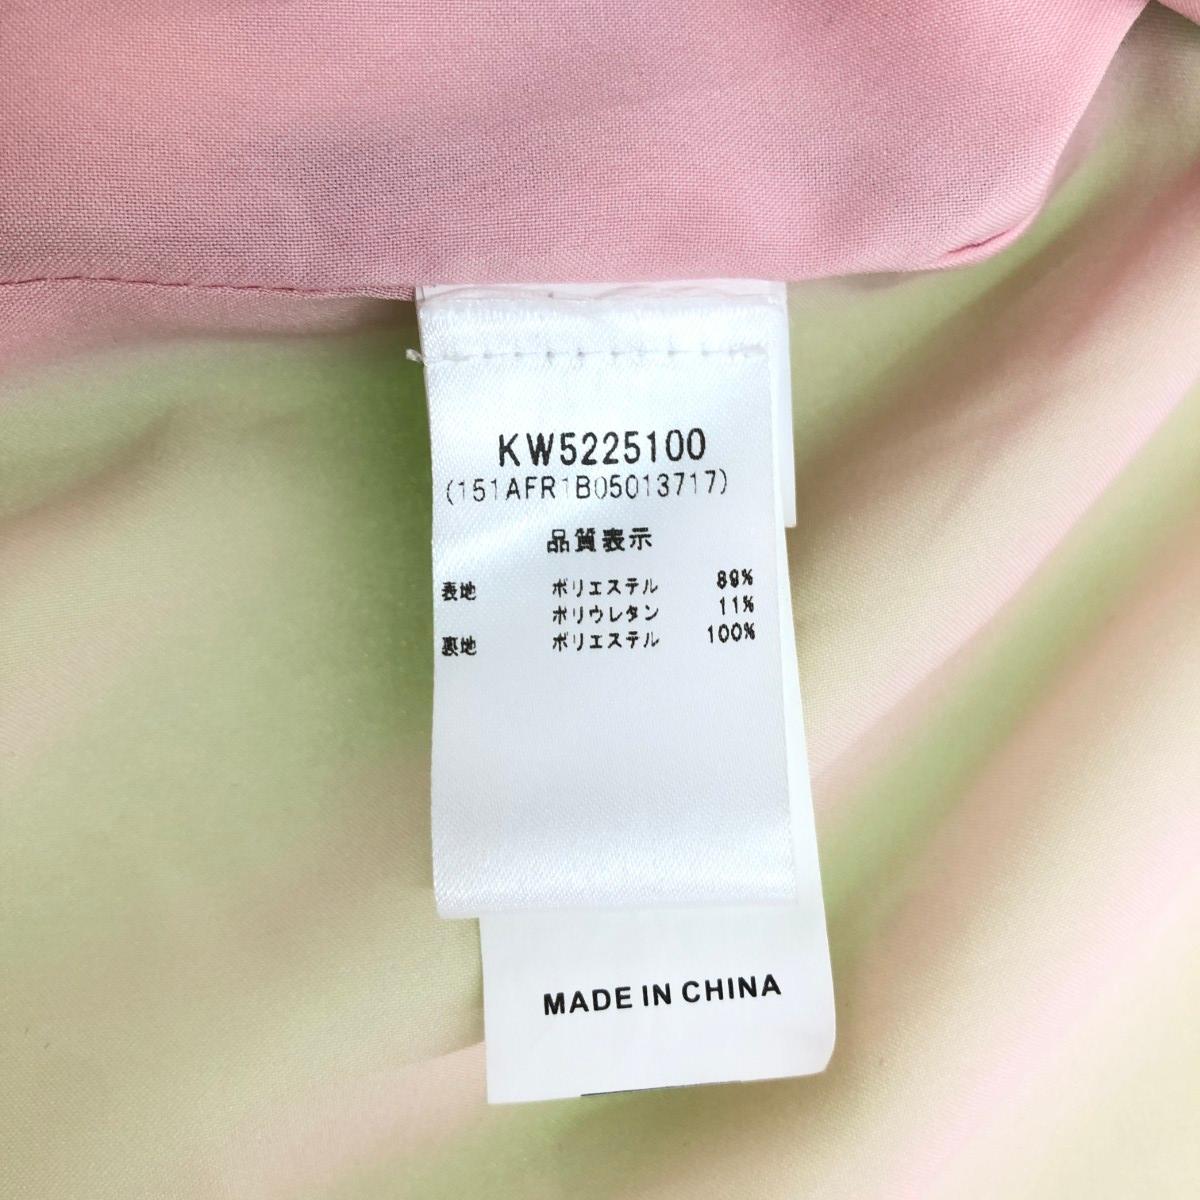 KW5225100
(151AFR1B05013717)
品質表示
表地 ポリエステル 89%
ポリウレタン 11%
裏地 ポリエステル 100%
MADE IN CHINA